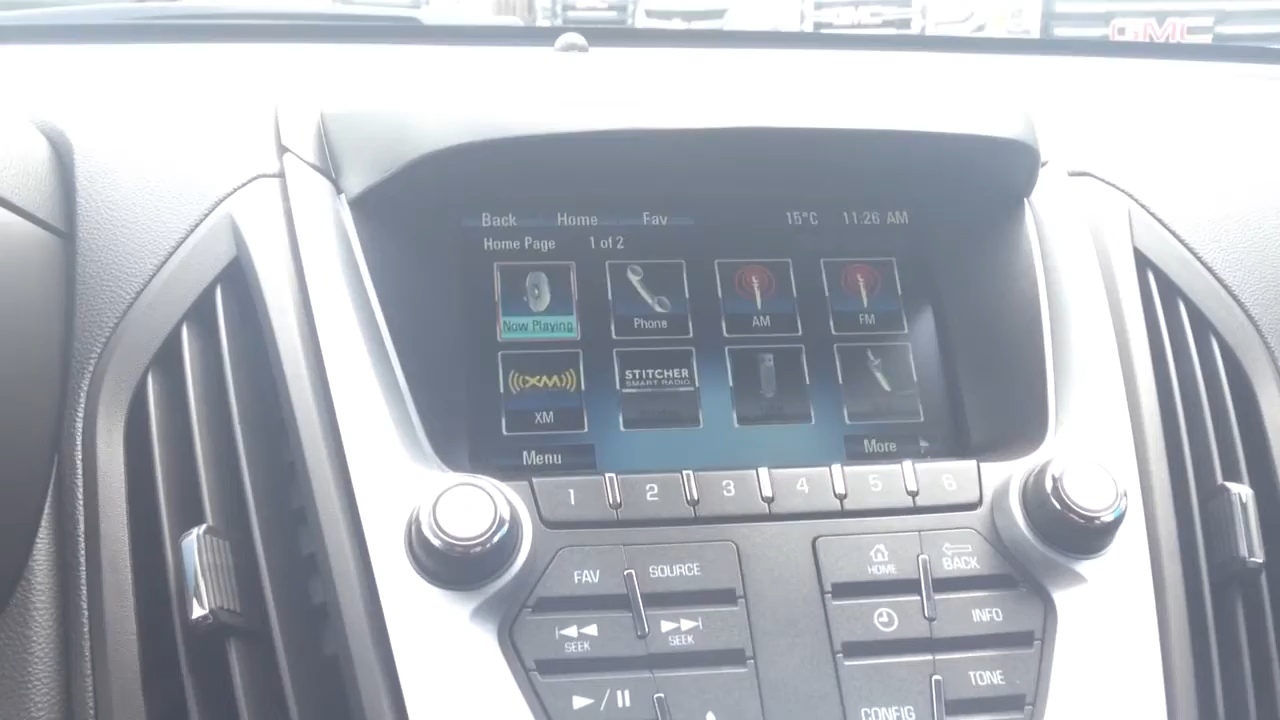 GMC
Back Home Fav 15°C 11:26 AM
Home Page 1 of 2
Now Playing Phone AM FM
XM STITCHER
SMART RADIO
XM
Menu More
1 2 3 4 5 6
FAV SOURCE HOME BACK
SEEK SEEK INFO
TONE
CONFIG